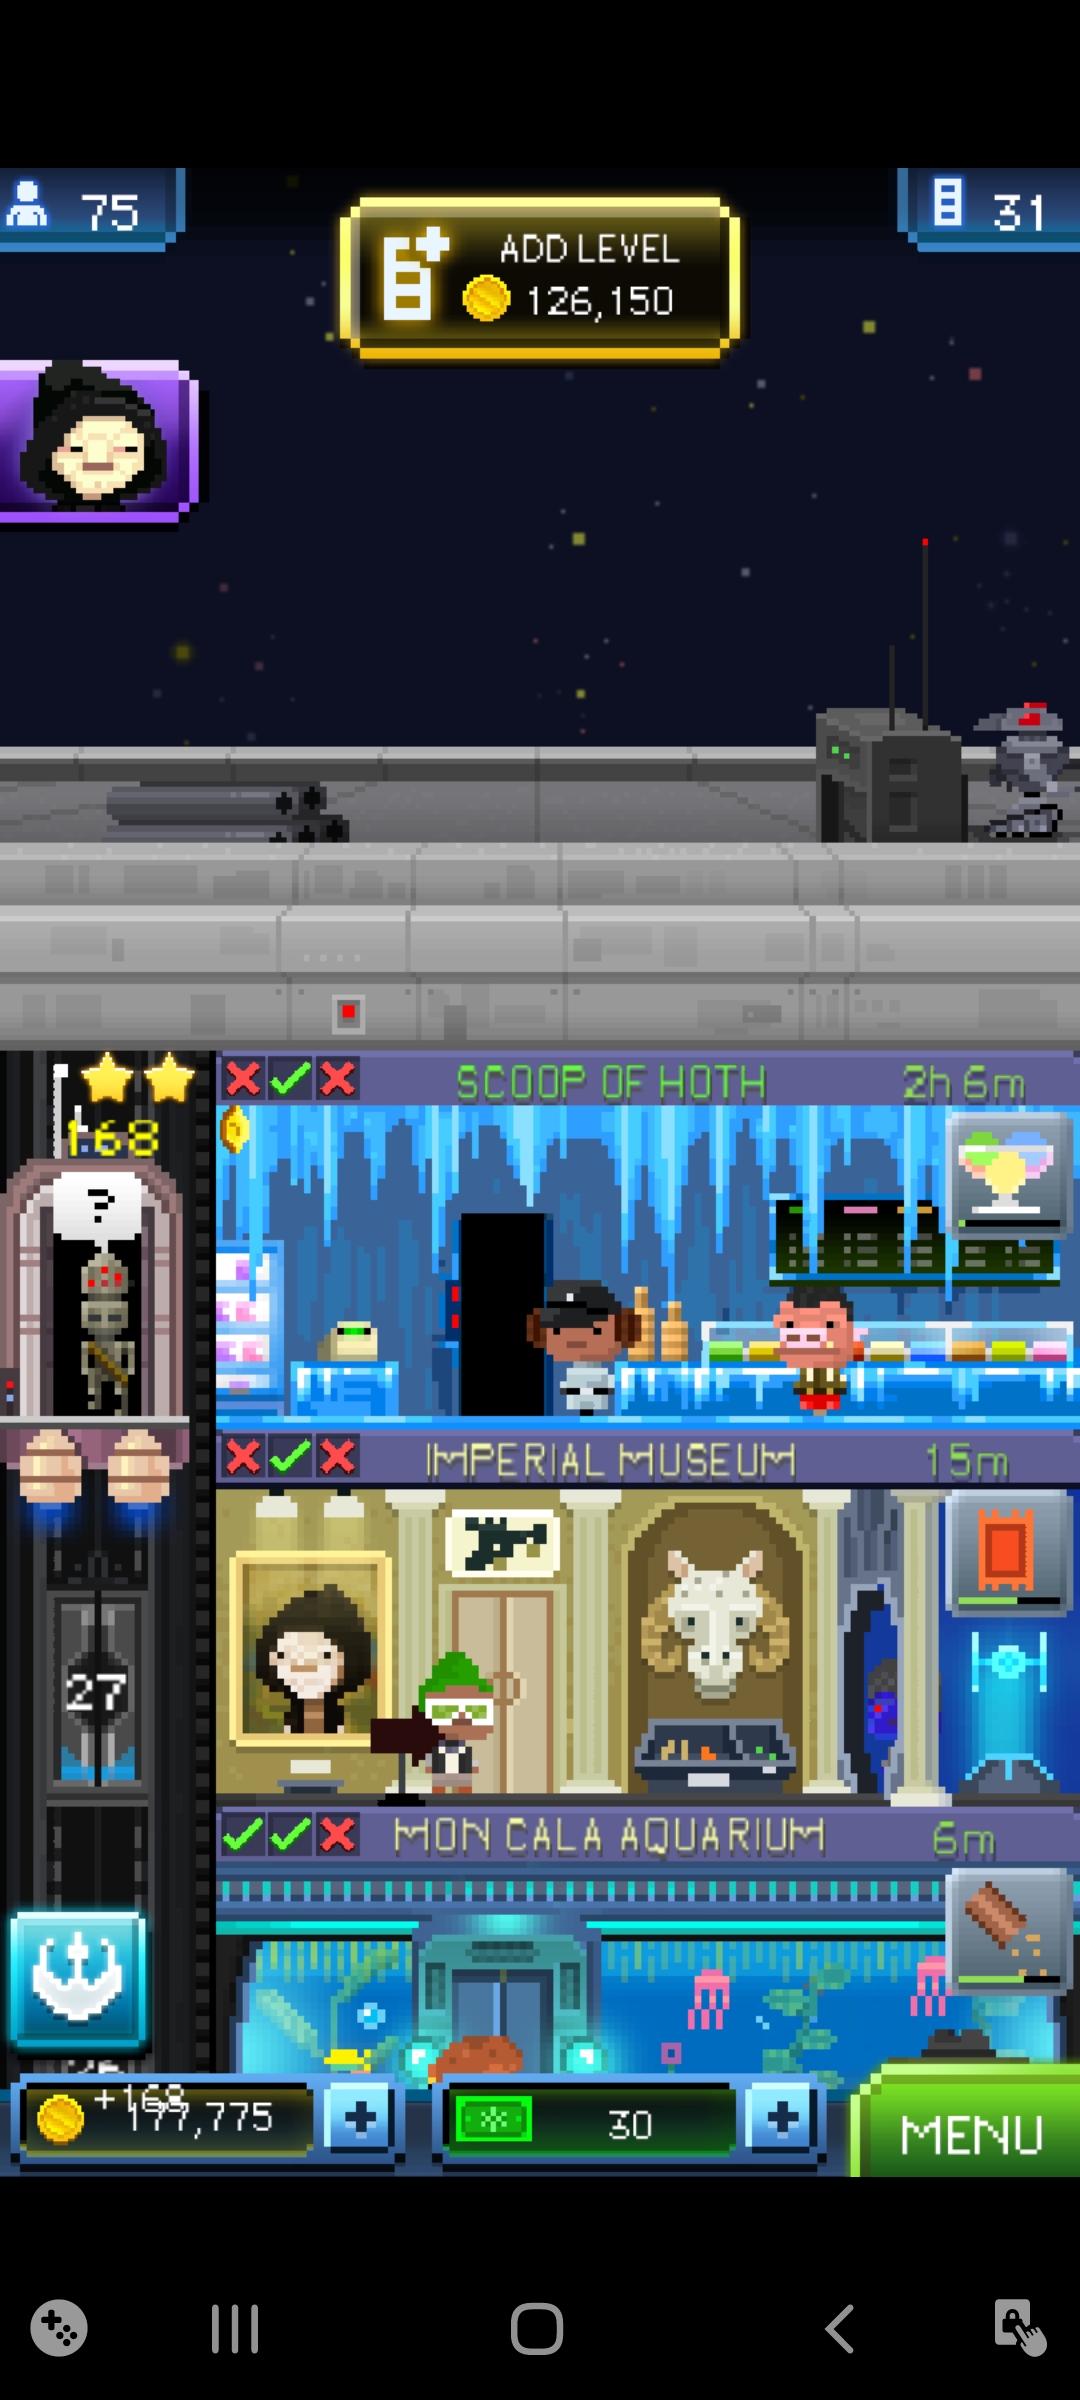 75
ADD LEVEL
126,150
31
SCOOP OF HOTH 2h 6m
168
?
IMPERIAL MUSEUM 15m
27
MON CALA AQUARIUM 6m
+168
177,775
30
MENU